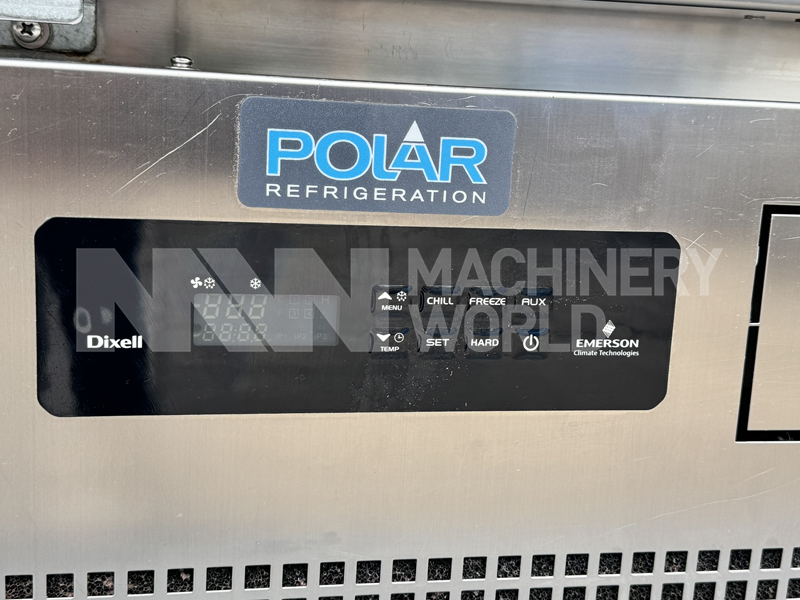 POLAR
REFRIGERATION
MACHINERY
WORLD
CHILL FREEZE AUX
MENU
Dixell
TEMP SET HARD
EMERSON
Climate Technologies